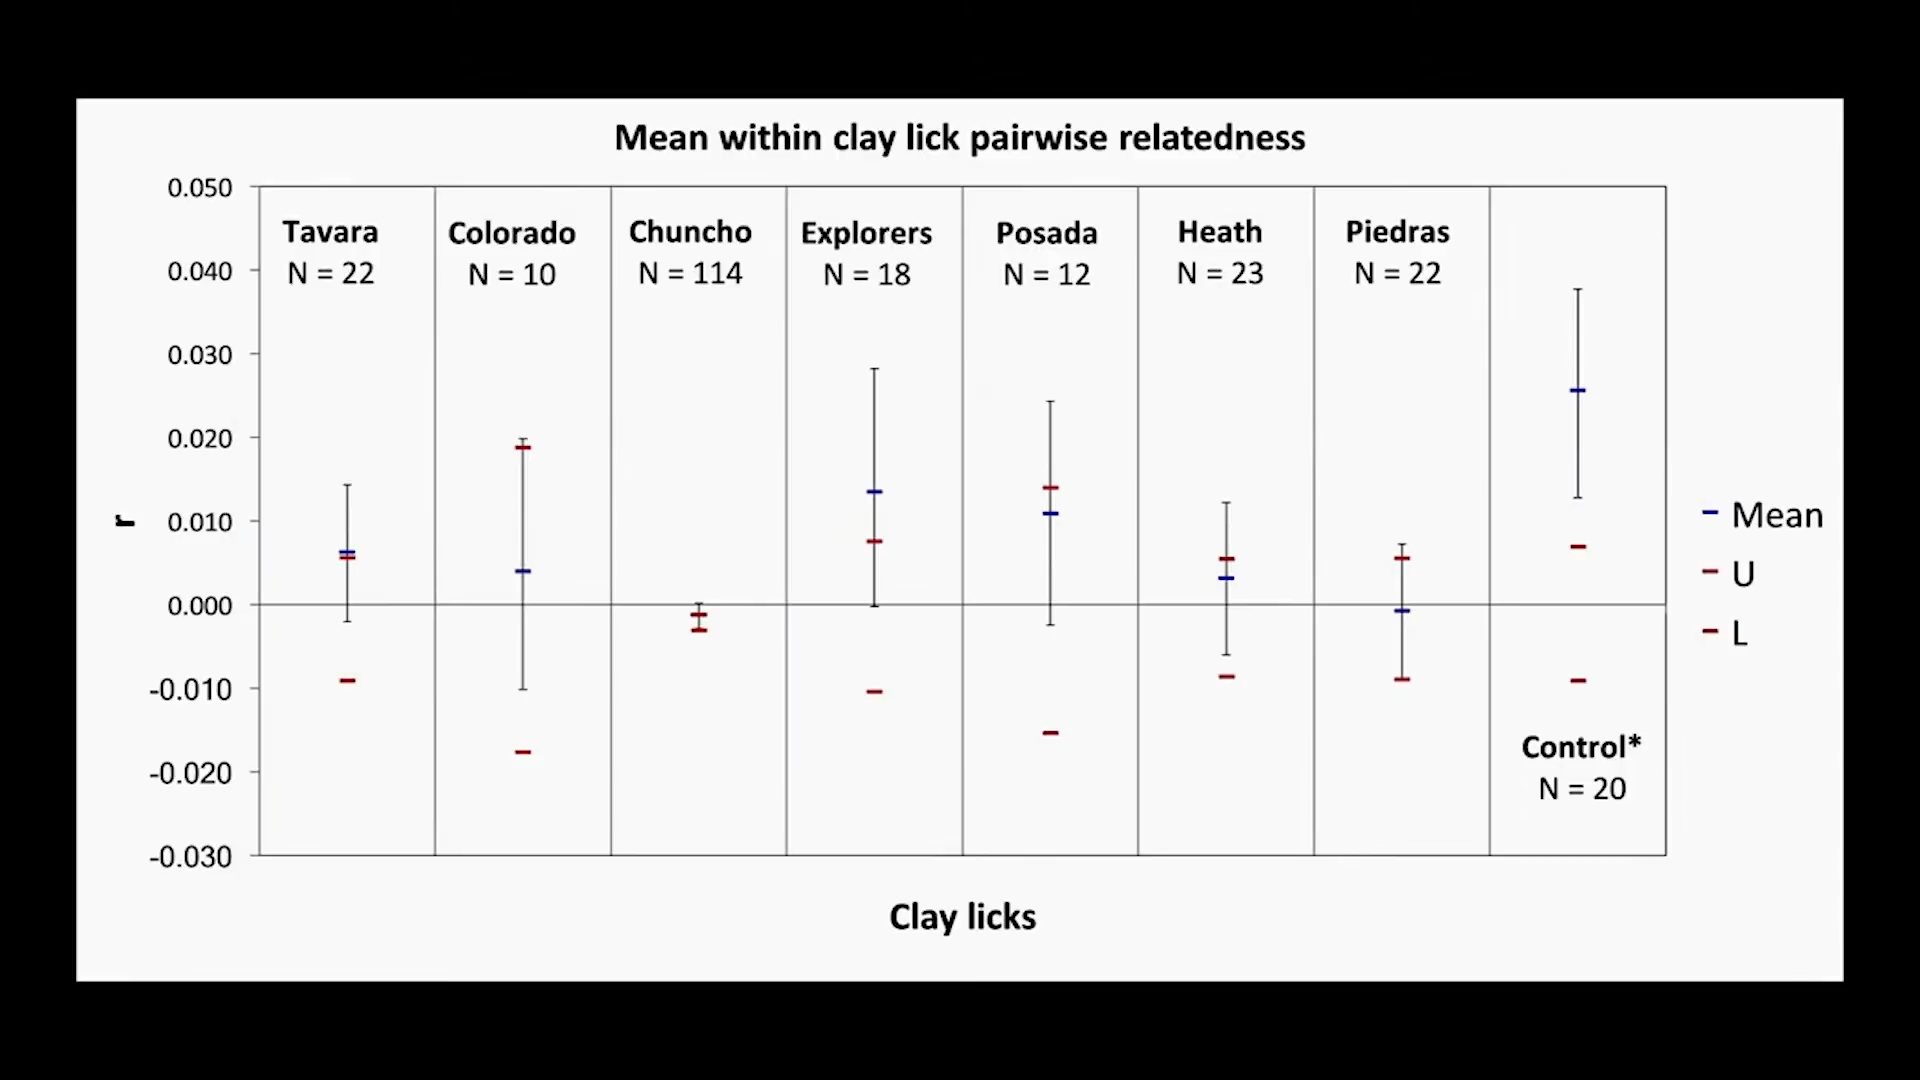 Mean within clay lick pairwise relatedness
0.050
0.040
0.030
0.020
0.010
0.000
-0.010
-0.020
-0.030
r
Tavara
N = 22
Colorado
N = 10
Chuncho
N = 114
Explorers
N = 18
Posada
N = 12
Heath
N = 23
Piedras
N = 22
Control*
N = 20
Mean
U
L
Clay licks